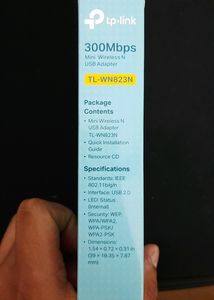 tp-link
300Mbps
Mini Wireless N
USB Adapter
TL-WN823N
Package
Contents
• Mini Wireless N
USB Adapter
TL-WN823N
• Quick Installation
Guide
• Resource CD
Specifications
• Standards: IEEE
802.11b/g/n
• Interface: USB 2.0
• LED: Status
(Internal)
• Security: WEP,
WPA/WPA2,
WPA-PSK/
WPA2-PSK
• Dimensions:
1.54 × 0.72 × 0.31 in
(39 × 18.35 × 7.87
mm)